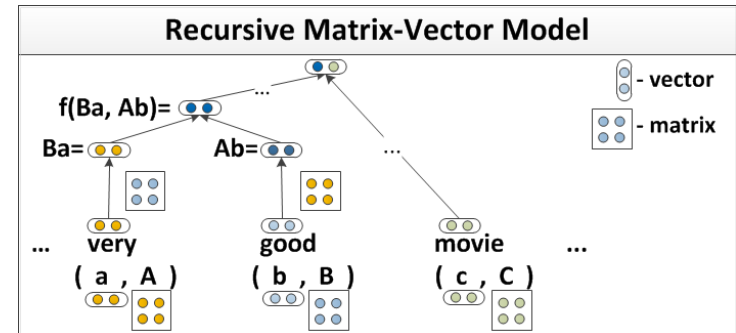 Recursive Matrix-Vector Model
...
- vector
f(Ba, Ab)=
- matrix
Ba=
Ab=
...
... very good movie ...
( a , A ) ( b , B ) ( c , C )